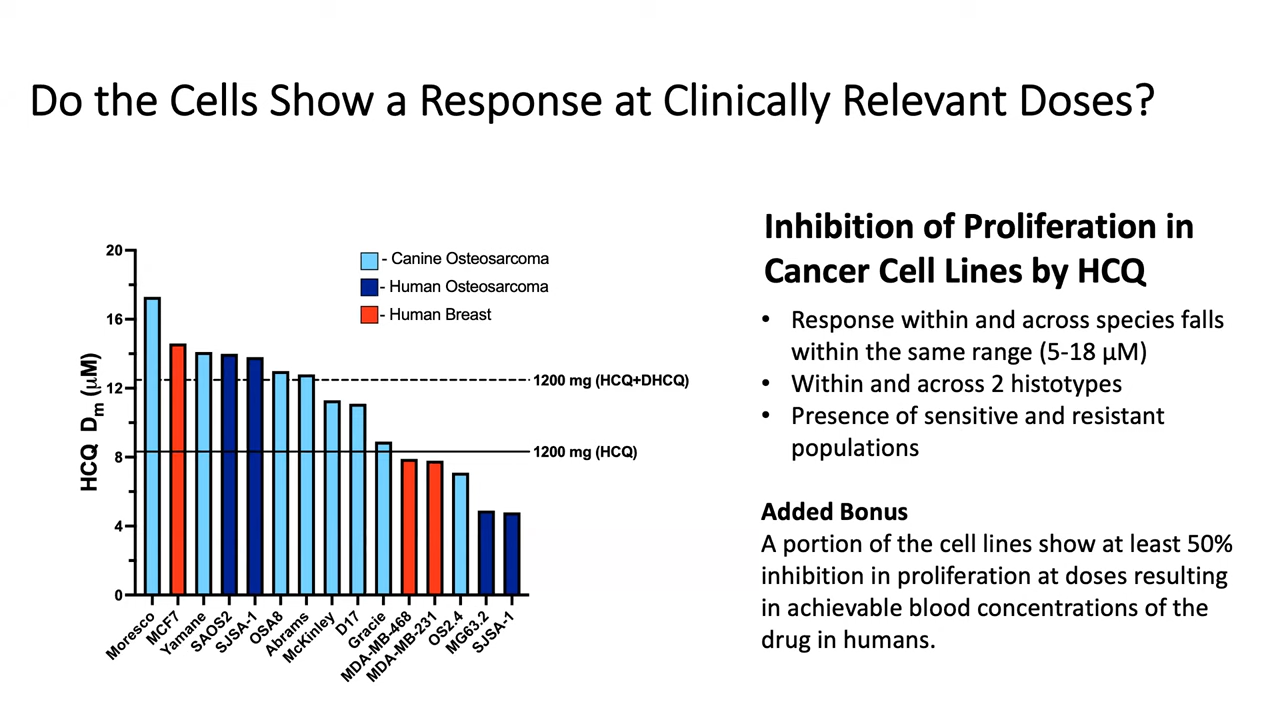 Do the Cells Show a Response at Clinically Relevant Doses?
Inhibition of Proliferation in
Cancer Cell Lines by HCQ
• Response within and across species falls
within the same range (5-18 µM)
• Within and across 2 histotypes
• Presence of sensitive and resistant
populations
Added Bonus
A portion of the cell lines show at least 50%
inhibition in proliferation at doses resulting
in achievable blood concentrations of the
drug in humans.
HCQ Dm (µM)
20
16
12
8
4
0
- Canine Osteosarcoma
- Human Osteosarcoma
- Human Breast
1200 mg (HCQ+DHCQ)
1200 mg (HCQ)
Moresco
MCF7
Yamane
SAOS2
SJSA-1
OSA8
Abrams
McKinley
D17
Gracie
MDA-MB-468
MDA-MB-231
OS2.4
MG63.2
SJSA-1